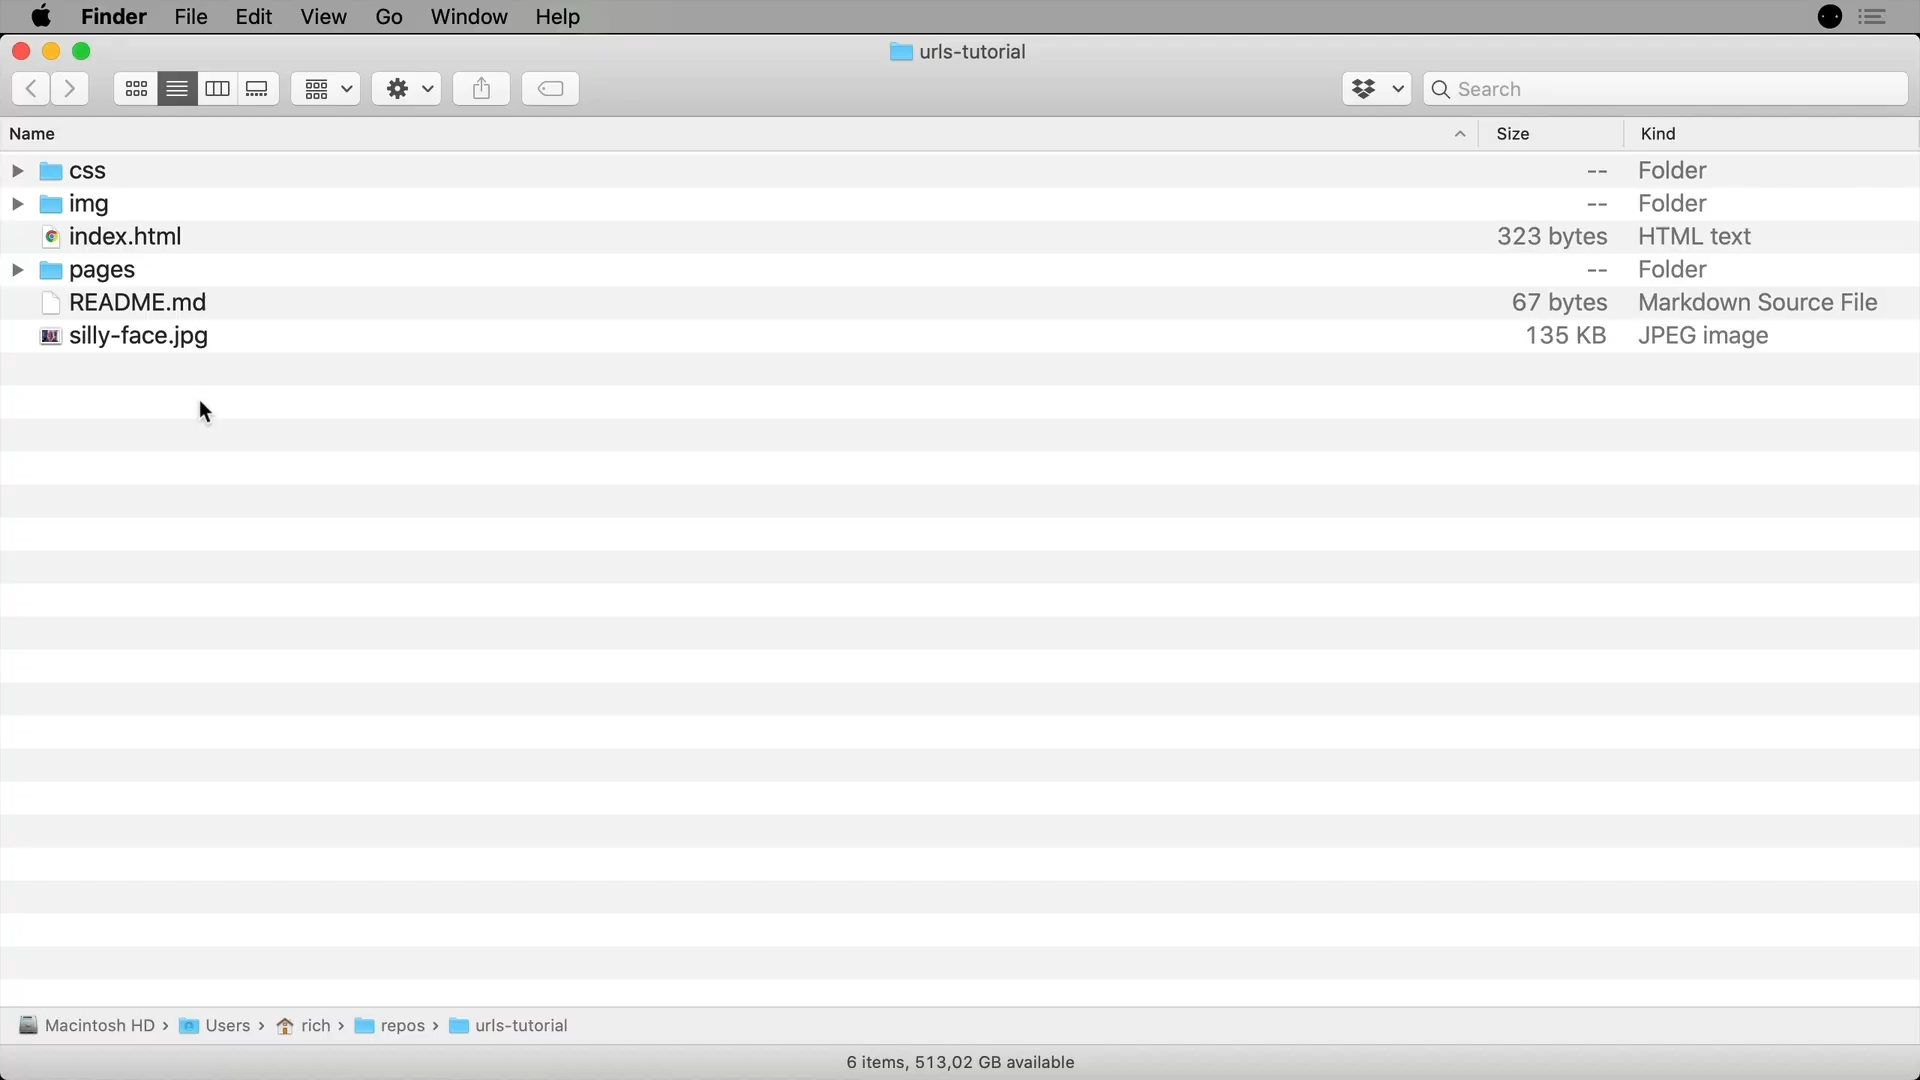 Finder File Edit View Go Window Help
urls-tutorial
Search
Name Size Kind
css -- Folder
img -- Folder
index.html 323 bytes HTML text
pages -- Folder
README.md 67 bytes Markdown Source File
silly-face.jpg 135 KB JPEG image
Macintosh HD › Users › rich › repos › urls-tutorial
6 items, 513,02 GB available